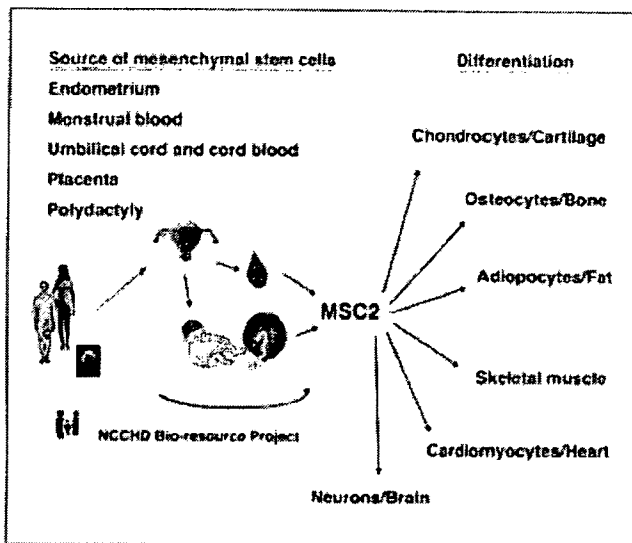 Source of mesenchymal stem cells
Endometrium
Menstrual blood
Umbilical cord and cord blood
Placenta
Polydactyly
Differentiation
Chondrocytes/Cartilage
Osteocytes/Bone
Adiopocytes/Fat
MSC2
Skeletal muscle
Cardiomyocytes/Heart
Neurons/Brain
NCCHD Bio-resource Project